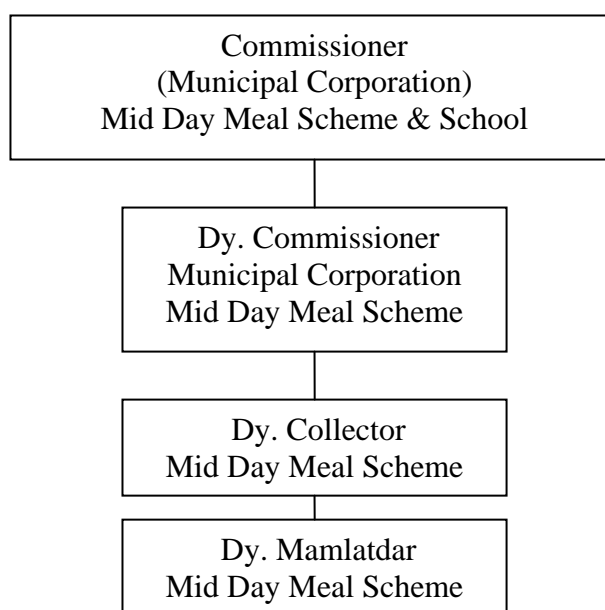 Commissioner
(Municipal Corporation)
Mid Day Meal Scheme & School
Dy. Commissioner
Municipal Corporation
Mid Day Meal Scheme
Dy. Collector
Mid Day Meal Scheme
Dy. Mamlatdar
Mid Day Meal Scheme